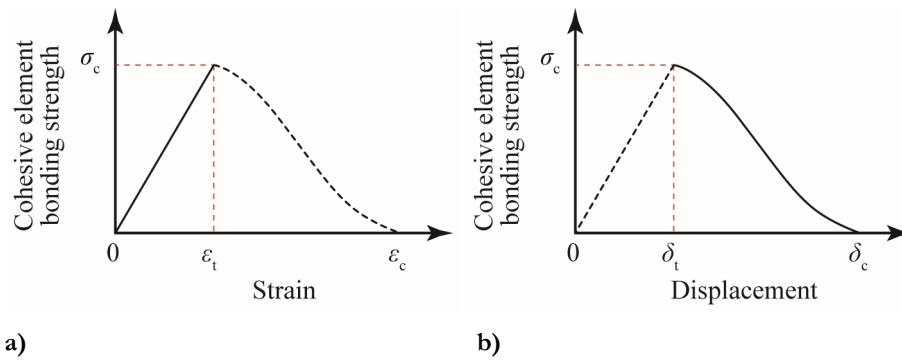 Cohesive element
bonding strength
σc
0
εt
εc
Strain
a)
Cohesive element
bonding strength
σc
0
δt
δc
Displacement
b)